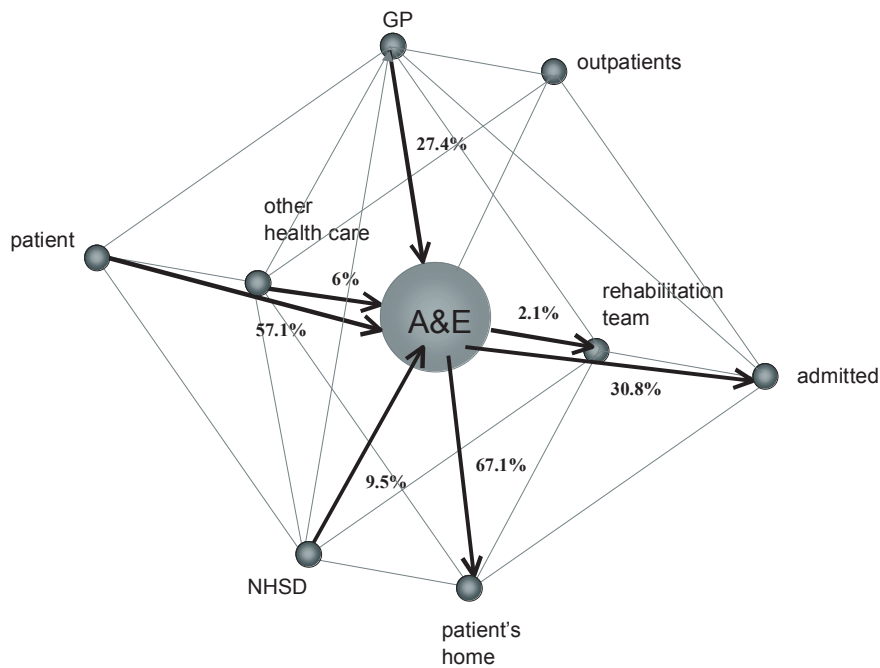 GP
outpatients
27.4%
other
health care
patient
6%
57.1%
A&E
rehabilitation
team
2.1%
30.8%
admitted
9.5%
67.1%
NHSD
patient's
home